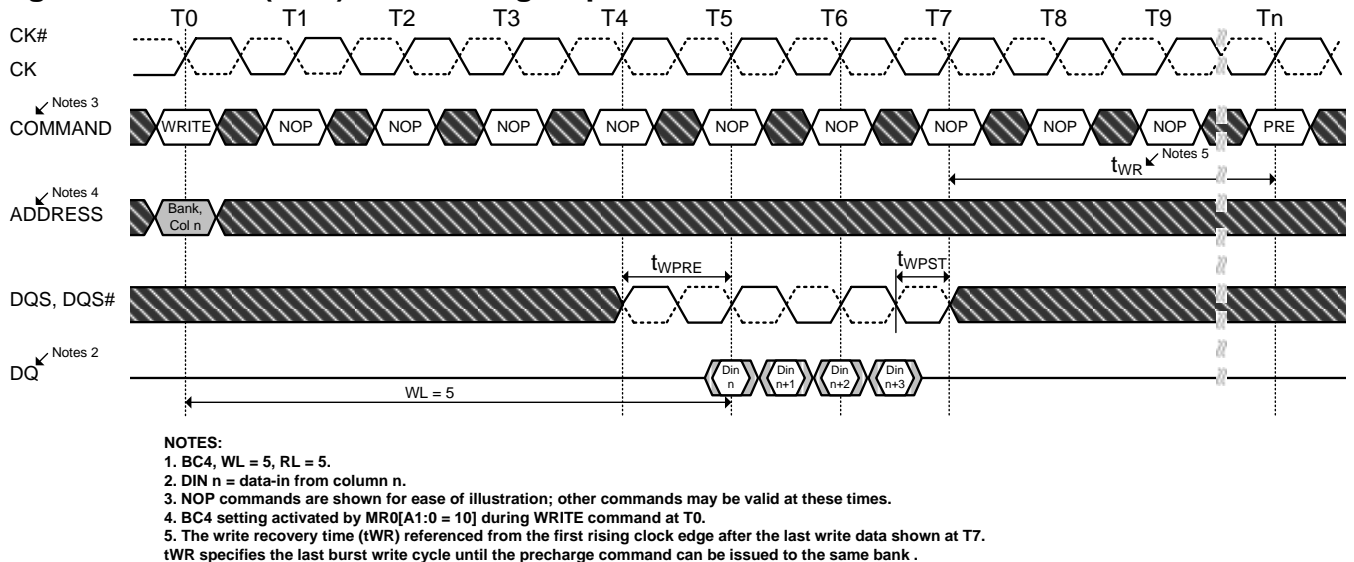 T0 T1 T2 T3 T4 T5 T6 T7 T8 T9 Tn
CK#
CK
Notes 3
COMMAND
WRITE NOP NOP NOP NOP NOP NOP NOP NOP NOP PRE
tWR Notes 5
Notes 4
ADDRESS
Bank,
Col n
tWPRE tWPST
DQS, DQS#
Notes 2
DQ
Din Din Din Din
n n+1 n+2 n+3
WL = 5
NOTES:
1. BC4, WL = 5, RL = 5.
2. DIN n = data-in from column n.
3. NOP commands are shown for ease of illustration; other commands may be valid at these times.
4. BC4 setting activated by MR0[A1:0 = 10] during WRITE command at T0.
5. The write recovery time (tWR) referenced from the first rising clock edge after the last write data shown at T7.
tWR specifies the last burst write cycle until the precharge command can be issued to the same bank .